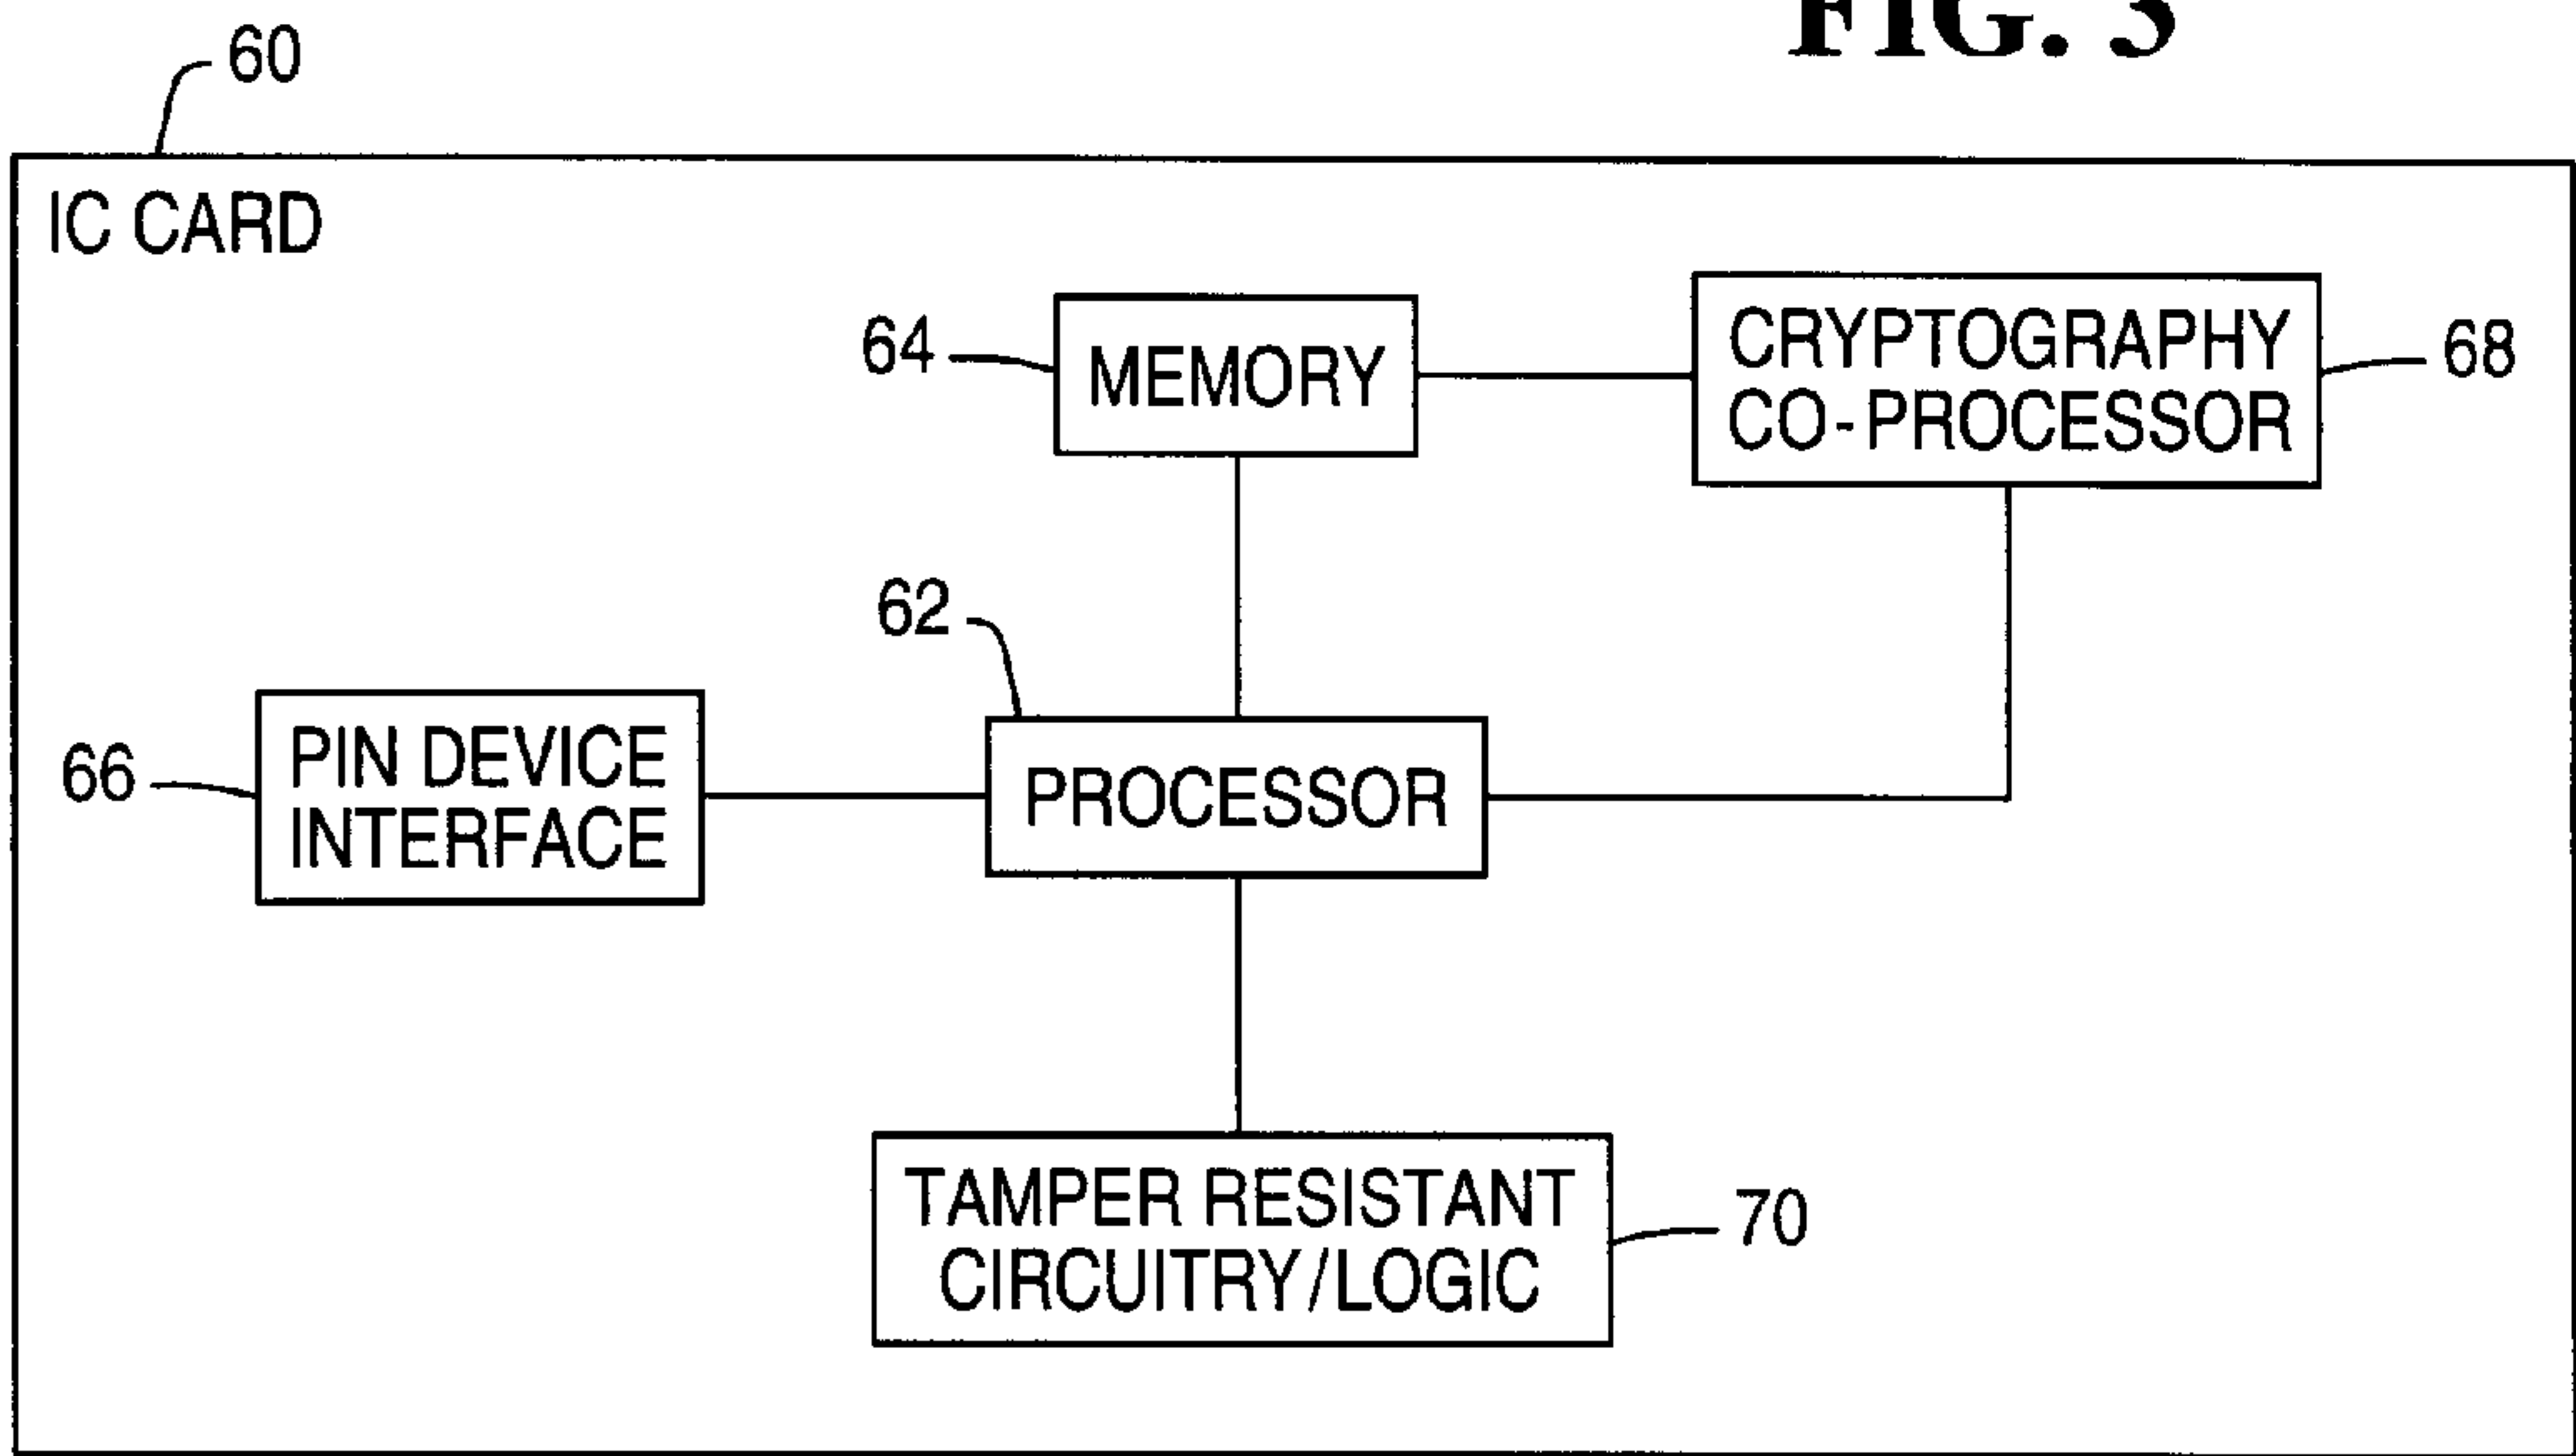 FIG. 3
60
IC CARD
64
MEMORY
CRYPTOGRAPHY
CO-PROCESSOR
68
62
66
PIN DEVICE
INTERFACE
PROCESSOR
TAMPER RESISTANT
CIRCUITRY/LOGIC
70